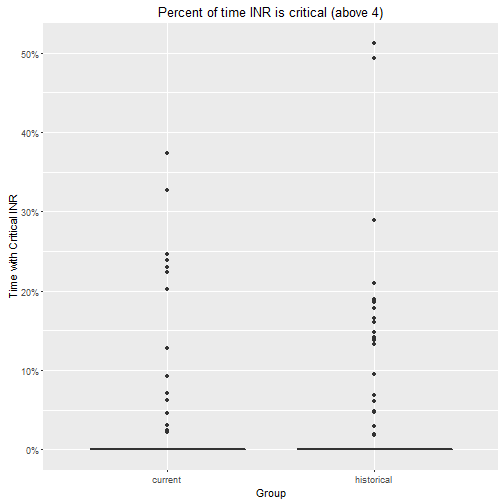 Percent of time INR is critical (above 4)
Time with Critical INR
50%
40%
30%
20%
10%
0%
current
historical
Group